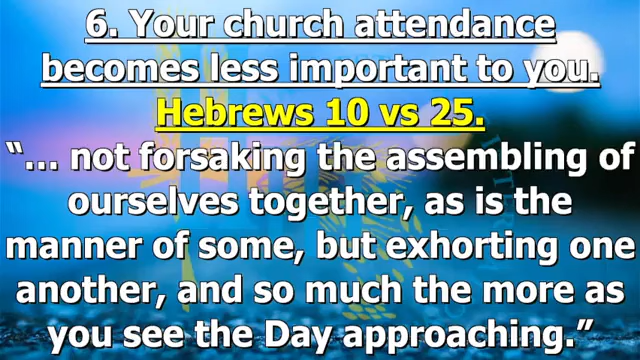 6. Your church attendance
becomes less important to you.
Hebrews 10 vs 25.
“… not forsaking the assembling of
ourselves together, as is the
manner of some, but exhorting one
another, and so much the more as
you see the Day approaching.”